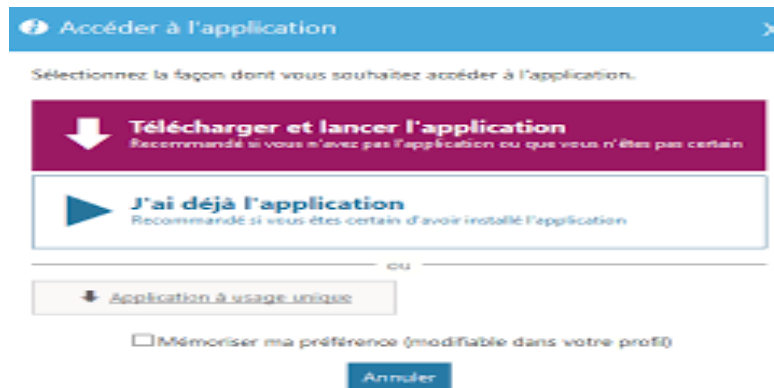 Accéder à l'application
Sélectionnez la façon dont vous souhaitez accéder à l'application.
Télécharger et lancer l'application
Recommandé si vous n'avez pas l'application ou que vous n'êtes pas certain
J'ai déjà l'application
Recommandé si vous êtes certain d'avoir installé l'application
ou
Application à usage unique
Mémoriser ma préférence (modifiable dans votre profil)
Annuler